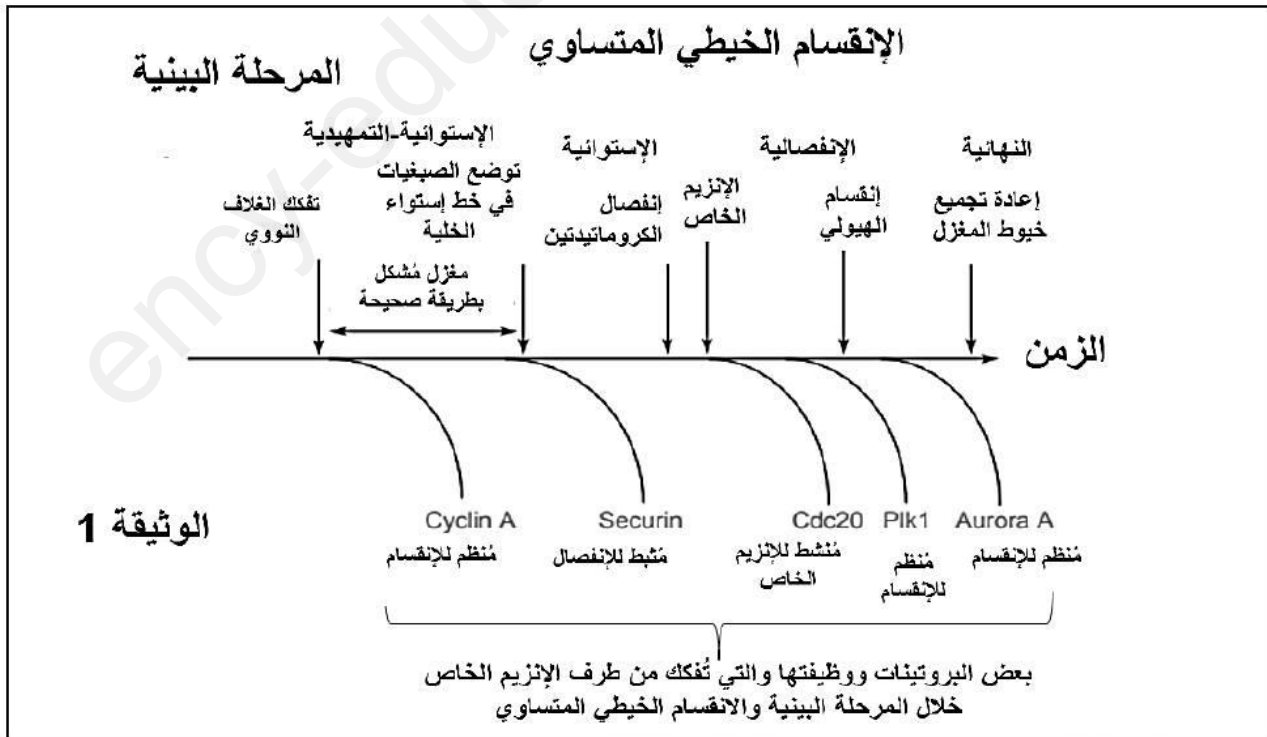 الإنقسام الخيطي المتساوي
المرحلة البينية
الإستوائية-التمهيدية
الإستوائية
الإنفصالية
النهائية
تفكك الغلاف
النووي
توضع الصبغيات
في خط إستواء
الخلية
إنفصال
الكروماتيدتين
الإنزيم
الخاص
إنقسام
الهيولي
إعادة تجميع
خيوط المغزل
مغزل مُشكل
بطريقة صحيحة
الزمن
Cyclin A
Securin
Cdc20
Plk1
Aurora A
مُنظم للإنقسام
مُثبط للإنفصال
مُنشط للإنزيم
الخاص
مُنظم
للإنقسام
مُنظم للإنقسام
الوثيقة 1
بعض البروتينات ووظيفتها والتي تُفكك من طرف الإنزيم الخاص
خلال المرحلة البينية والانقسام الخيطي المتساوي